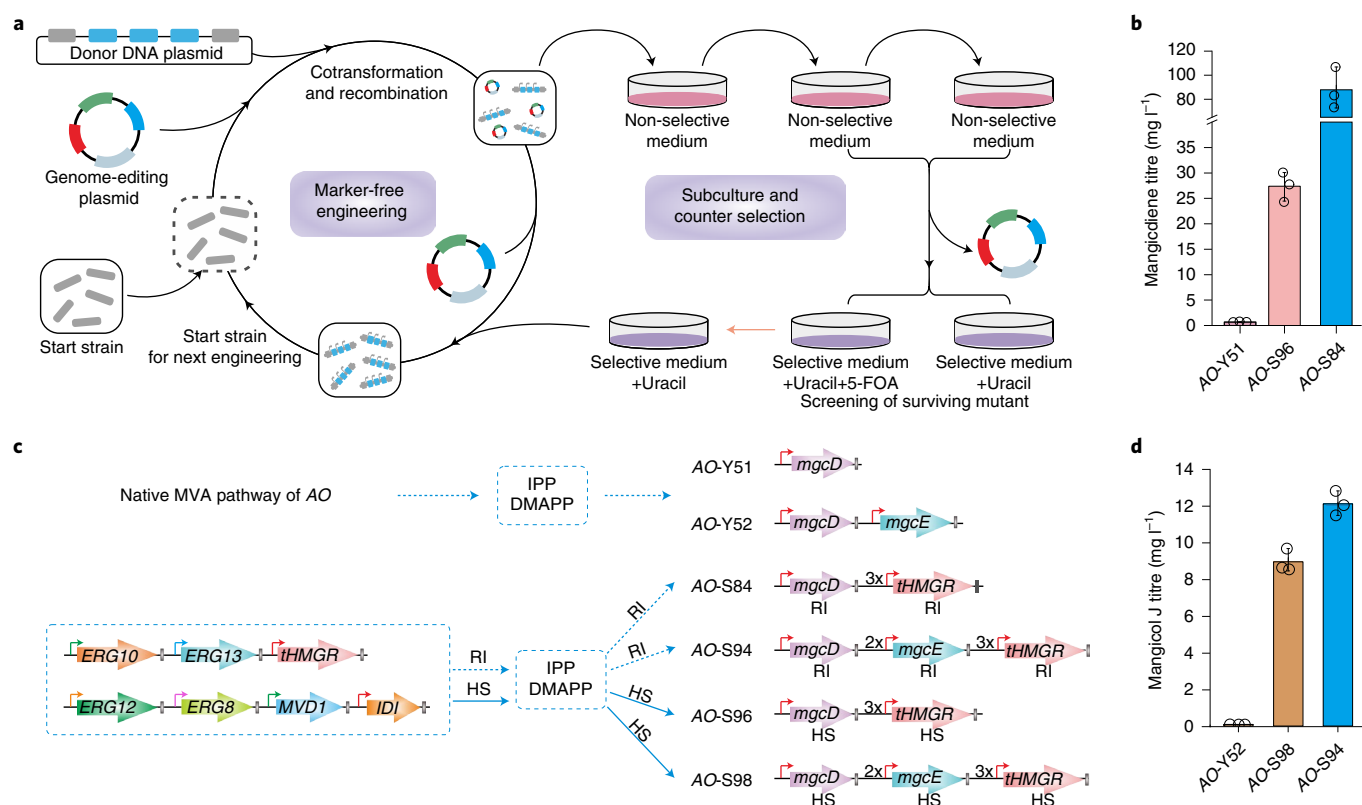 a
Donor DNA plasmid
Cotransformation
and recombination
Genome-editing
plasmid
Marker-free
engineering
Start strain
Start strain
for next engineering
Non-selective
medium
Non-selective
medium
Non-selective
medium
Subculture and
counter selection
Selective medium
+Uracil
Selective medium
+Uracil+5-FOA
Selective medium
+Uracil
Screening of surviving mutant
b
Mangicdiene titre (mg l⁻¹)
120
100
80
35
30
25
20
15
10
5
0
AO-Y51
AO-S96
AO-S84
c
Native MVA pathway of AO
IPP
DMAPP
AO-Y51
mgcD
AO-Y52
mgcD
mgcE
ERG10
ERG13
tHMGR
ERG12
ERG8
MVD1
IDI
RI
HS
IPP
DMAPP
RI
RI
HS
HS
AO-S84
mgcD
3x
tHMGR
RI
RI
AO-S94
mgcD
2x
mgcE
3x
tHMGR
RI
RI
RI
AO-S96
mgcD
3x
tHMGR
HS
HS
AO-S98
mgcD
2x
mgcE
3x
tHMGR
HS
HS
HS
d
Mangicol J titre (mg l⁻¹)
14
12
10
8
6
4
2
0
AO-Y52
AO-S98
AO-S94